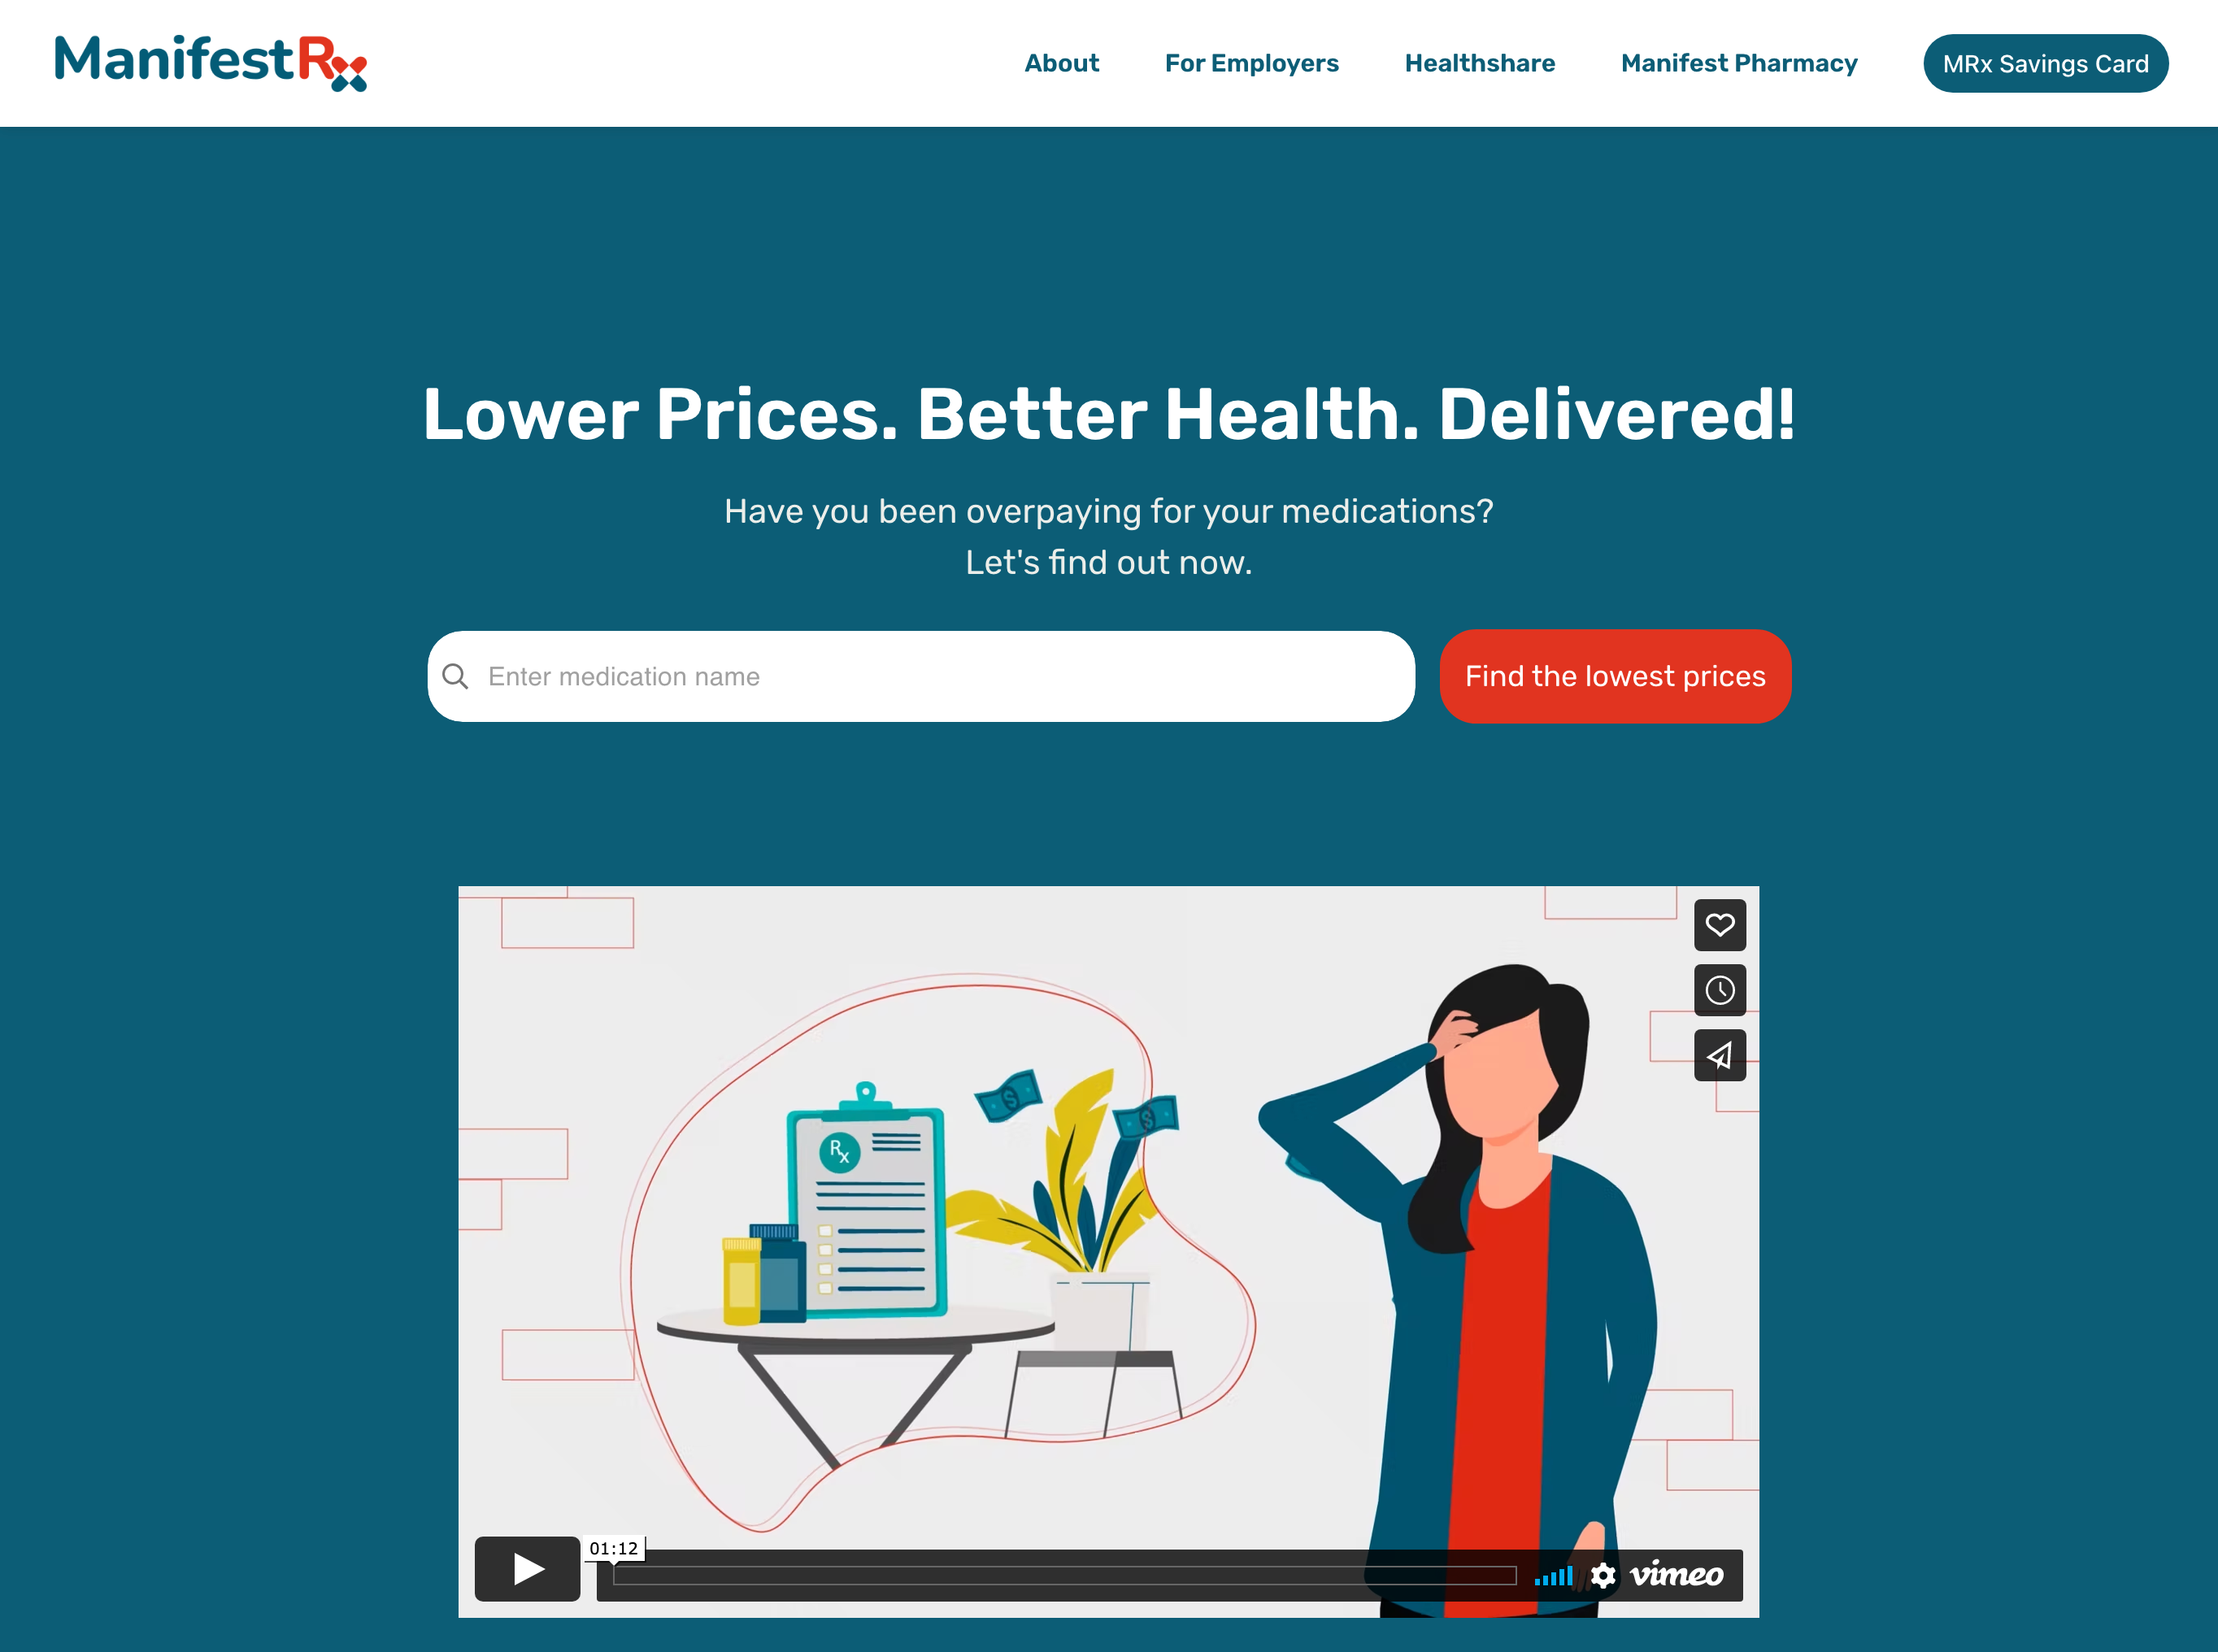 ManifestRx
About
For Employers
Healthshare
Manifest Pharmacy
MRx Savings Card
Lower Prices. Better Health. Delivered!
Have you been overpaying for your medications?
Let's find out now.
Enter medication name
Find the lowest prices
$
$
Rx
01:12
vimeo